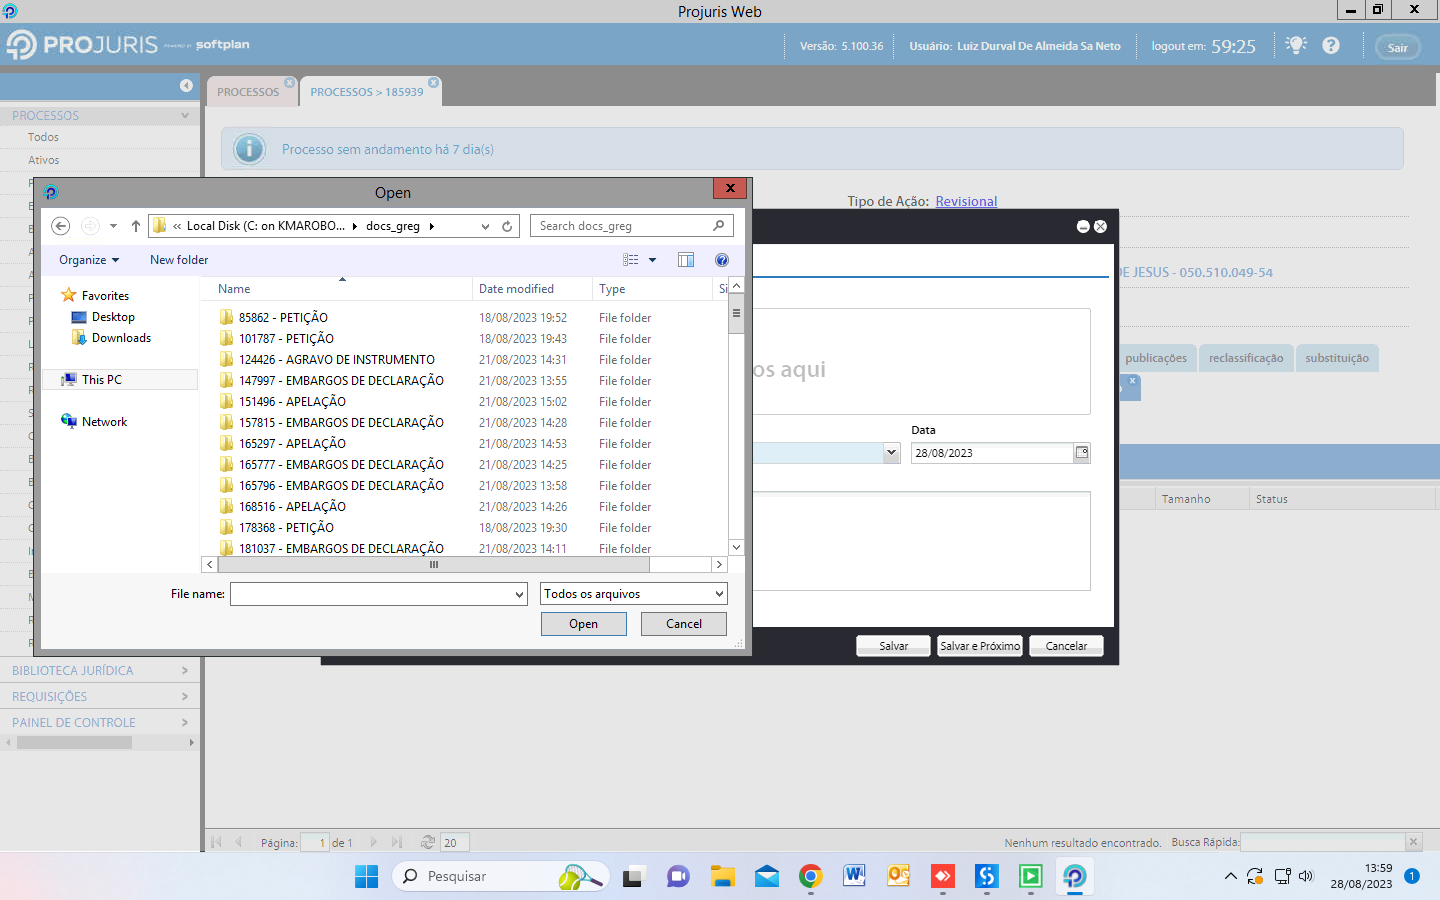 Projuris Web
PROJURIS POWERED BY softplan
Versão: 5.100.36
Usuário: Luiz Durval De Almeida Sa Neto
logout em: 59:25
Sair
PROCESSOS
Todos
Ativos
BIBLIOTECA JURÍDICA
REQUISIÇÕES
PAINEL DE CONTROLE
PROCESSOS
PROCESSOS > 185939
Processo sem andamento há 7 dia(s)
Tipo de Ação: Revisional
DE JESUS - 050.510.049-54
publicações
reclassificação
substituição
Tamanho
Status
os aqui
Data
28/08/2023
Salvar
Salvar e Próximo
Cancelar
Open
« Local Disk (C: on KMAROBO... docs_greg
Search docs_greg
Organize
New folder
Favorites
Desktop
Downloads
This PC
Network
Name Date modified Type Si
85862 - PETIÇÃO 18/08/2023 19:52 File folder
101787 - PETIÇÃO 18/08/2023 19:43 File folder
124426 - AGRAVO DE INSTRUMENTO 21/08/2023 14:31 File folder
147997 - EMBARGOS DE DECLARAÇÃO 21/08/2023 13:55 File folder
151496 - APELAÇÃO 21/08/2023 15:02 File folder
157815 - EMBARGOS DE DECLARAÇÃO 21/08/2023 14:28 File folder
165297 - APELAÇÃO 21/08/2023 14:53 File folder
165777 - EMBARGOS DE DECLARAÇÃO 21/08/2023 14:25 File folder
165796 - EMBARGOS DE DECLARAÇÃO 21/08/2023 13:58 File folder
168516 - APELAÇÃO 21/08/2023 14:26 File folder
178368 - PETIÇÃO 18/08/2023 19:30 File folder
181037 - EMBARGOS DE DECLARAÇÃO 21/08/2023 14:11 File folder
File name:
Todos os arquivos
Open
Cancel
Página: 1 de 1
20
Nenhum resultado encontrado.
Busca Rápida:
Pesquisar
13:59
28/08/2023
1